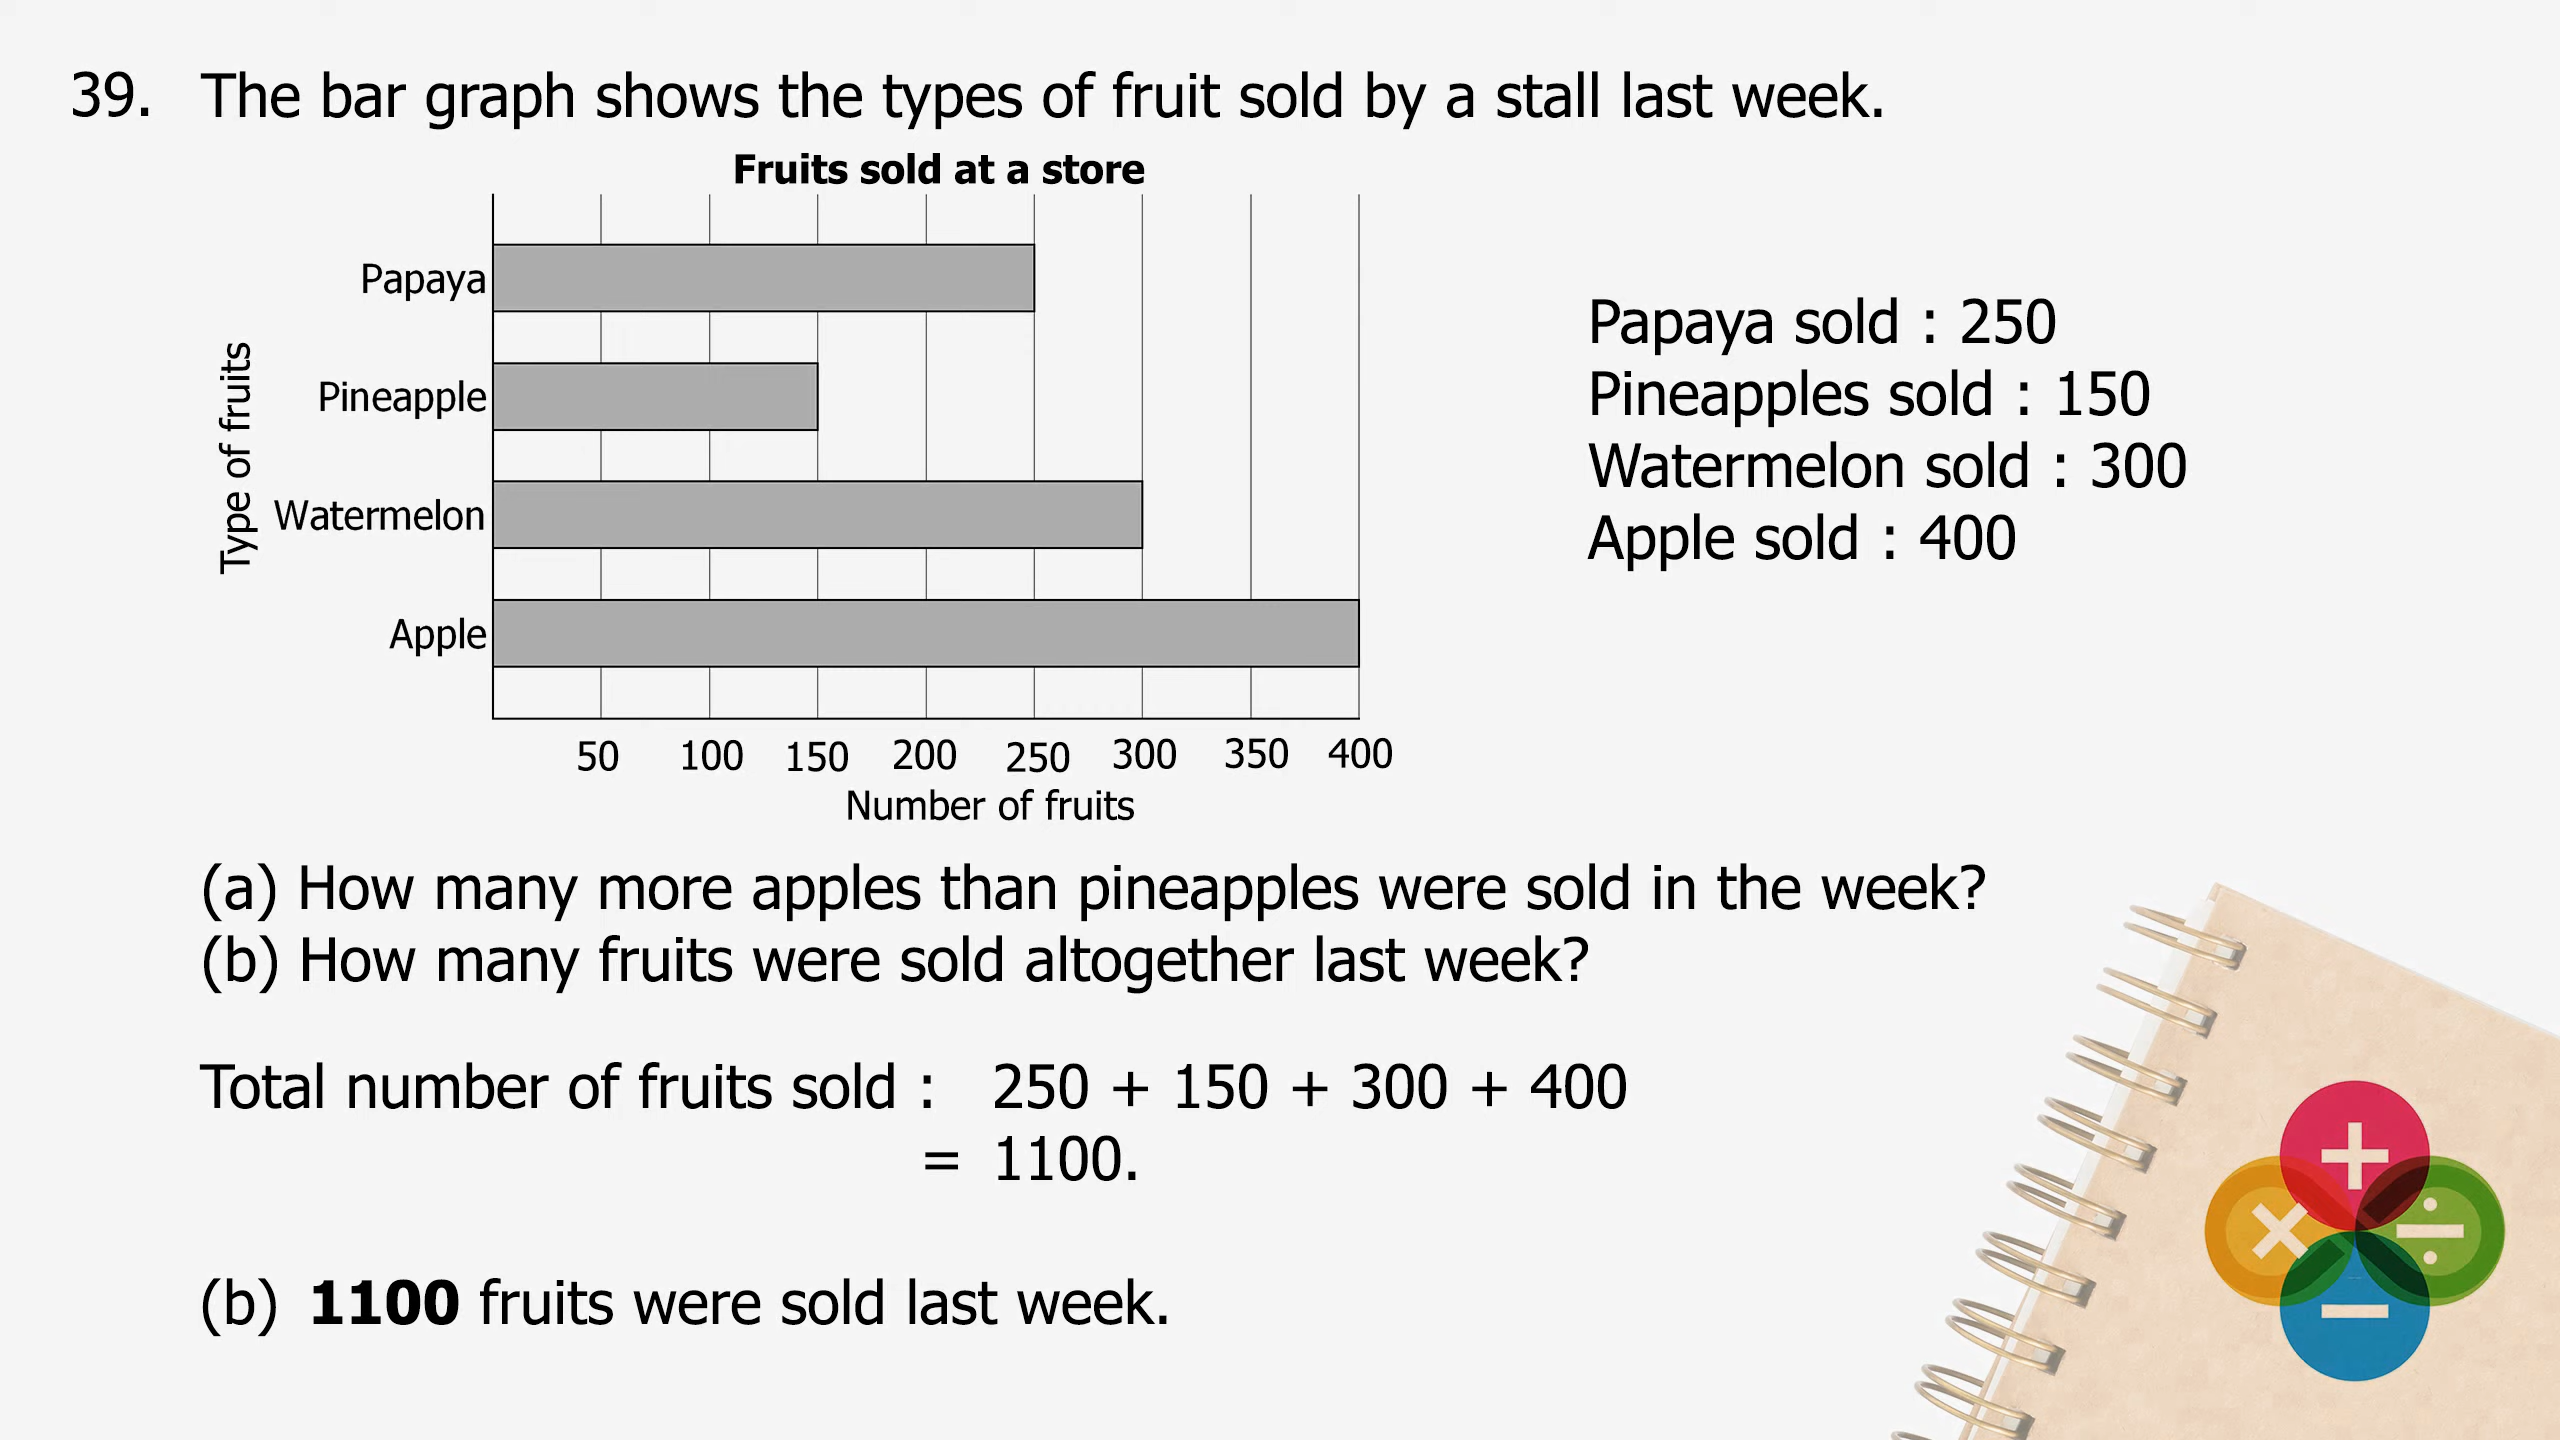 39. The bar graph shows the types of fruit sold by a stall last week.
Fruits sold at a store
Type of fruits
Papaya
Pineapple
Watermelon
Apple
50 100 150 200 250 300 350 400
Number of fruits
Papaya sold : 250
Pineapples sold : 150
Watermelon sold : 300
Apple sold : 400
(a) How many more apples than pineapples were sold in the week?
(b) How many fruits were sold altogether last week?
Total number of fruits sold : 250 + 150 + 300 + 400
= 1100.
(b) 1100 fruits were sold last week.
+
× ÷
−